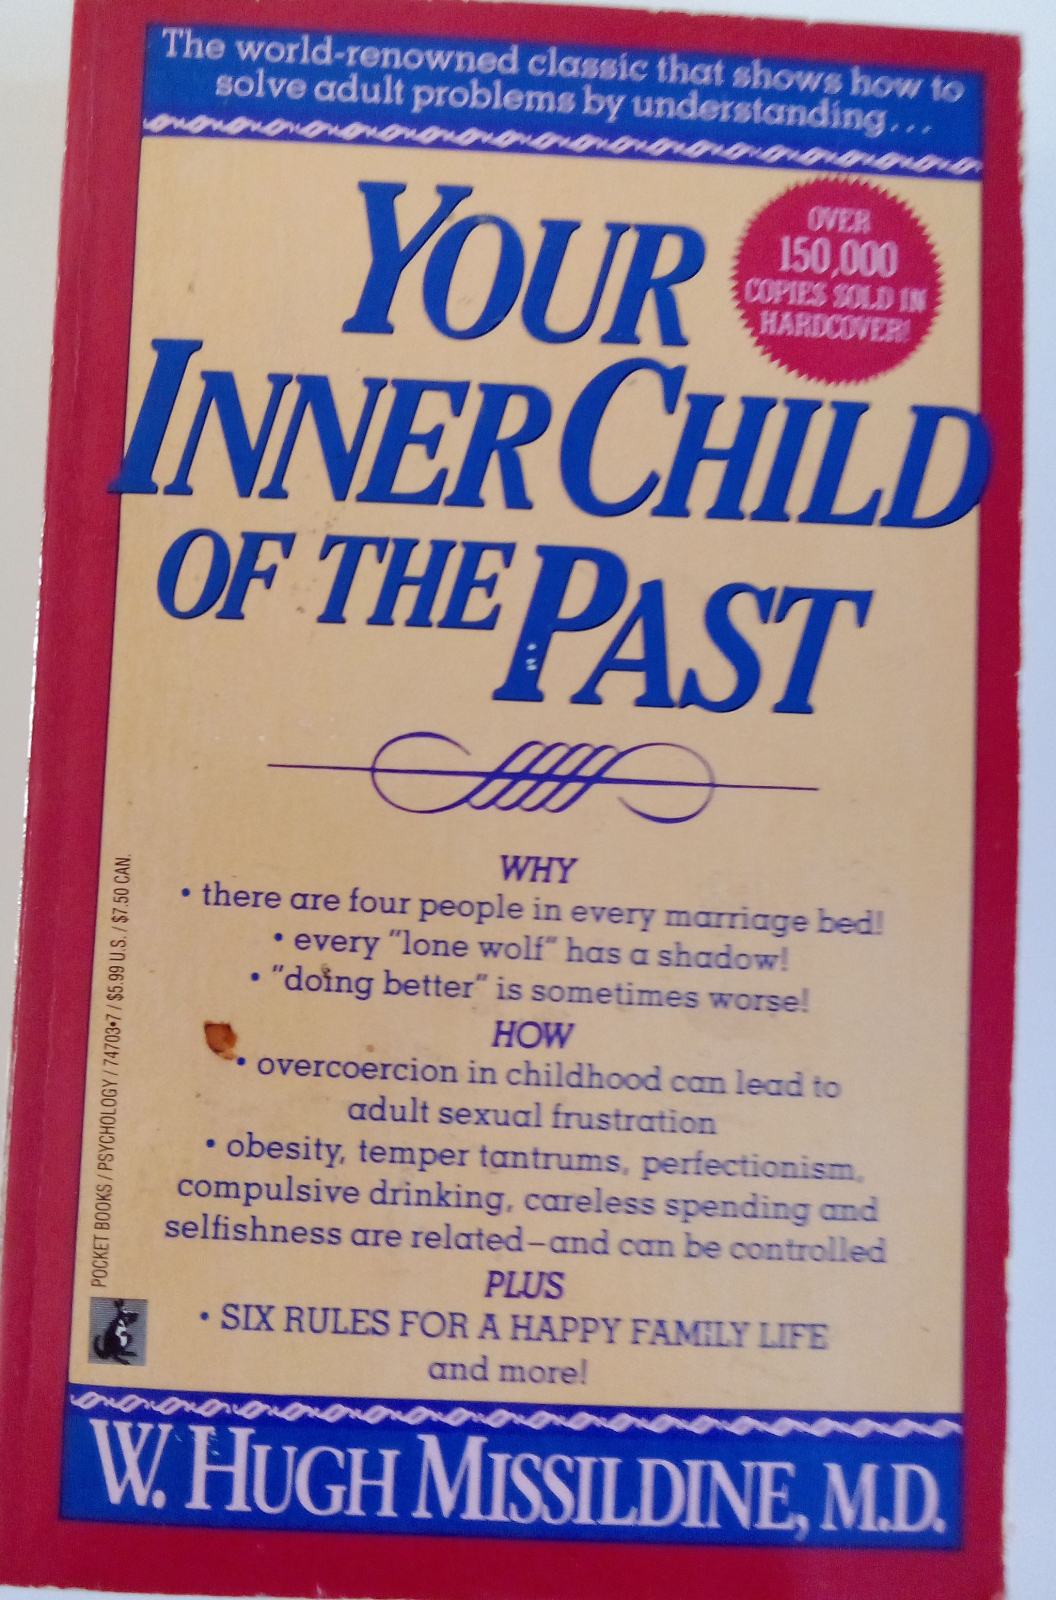 The world-renowned classic that shows how to
solve adult problems by understanding...
YOUR
INNER CHILD
OF THE PAST
OVER
150,000
COPIES SOLD IN
HARDCOVER!
WHY
• there are four people in every marriage bed!
• every "lone wolf" has a shadow!
• "doing better" is sometimes worse!
HOW
• overcoercion in childhood can lead to
adult sexual frustration
• obesity, temper tantrums, perfectionism,
compulsive drinking, careless spending and
selfishness are related–and can be controlled
PLUS
• SIX RULES FOR A HAPPY FAMILY LIFE
and more!
POCKET BOOKS / PSYCHOLOGY / 74703•7 / $5.99 U.S. / $7.50 CAN.
W. HUGH MISSILDINE, M.D.